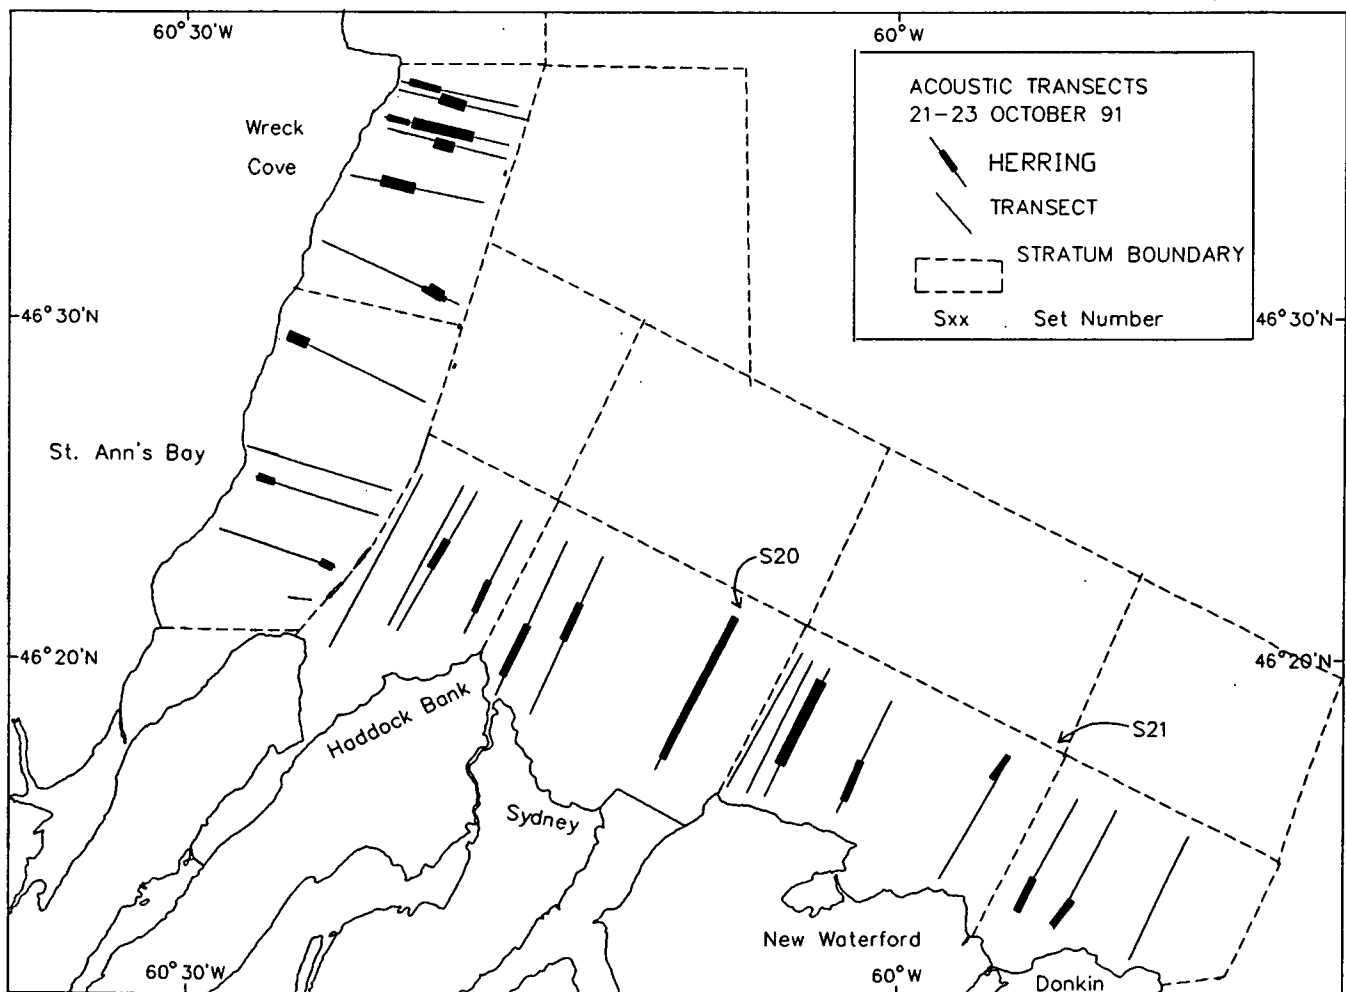 60°30'W
60°W
ACOUSTIC TRANSECTS
21-23 OCTOBER 91
HERRING
TRANSECT
STRATUM BOUNDARY
Sxx Set Number
Wreck
Cove
46°30'N
46°30'N
St. Ann's Bay
S20
46°20'N
46°20'N
Haddock Bank
S21
Sydney
New Waterford
60°30'W
60°W
Donkin